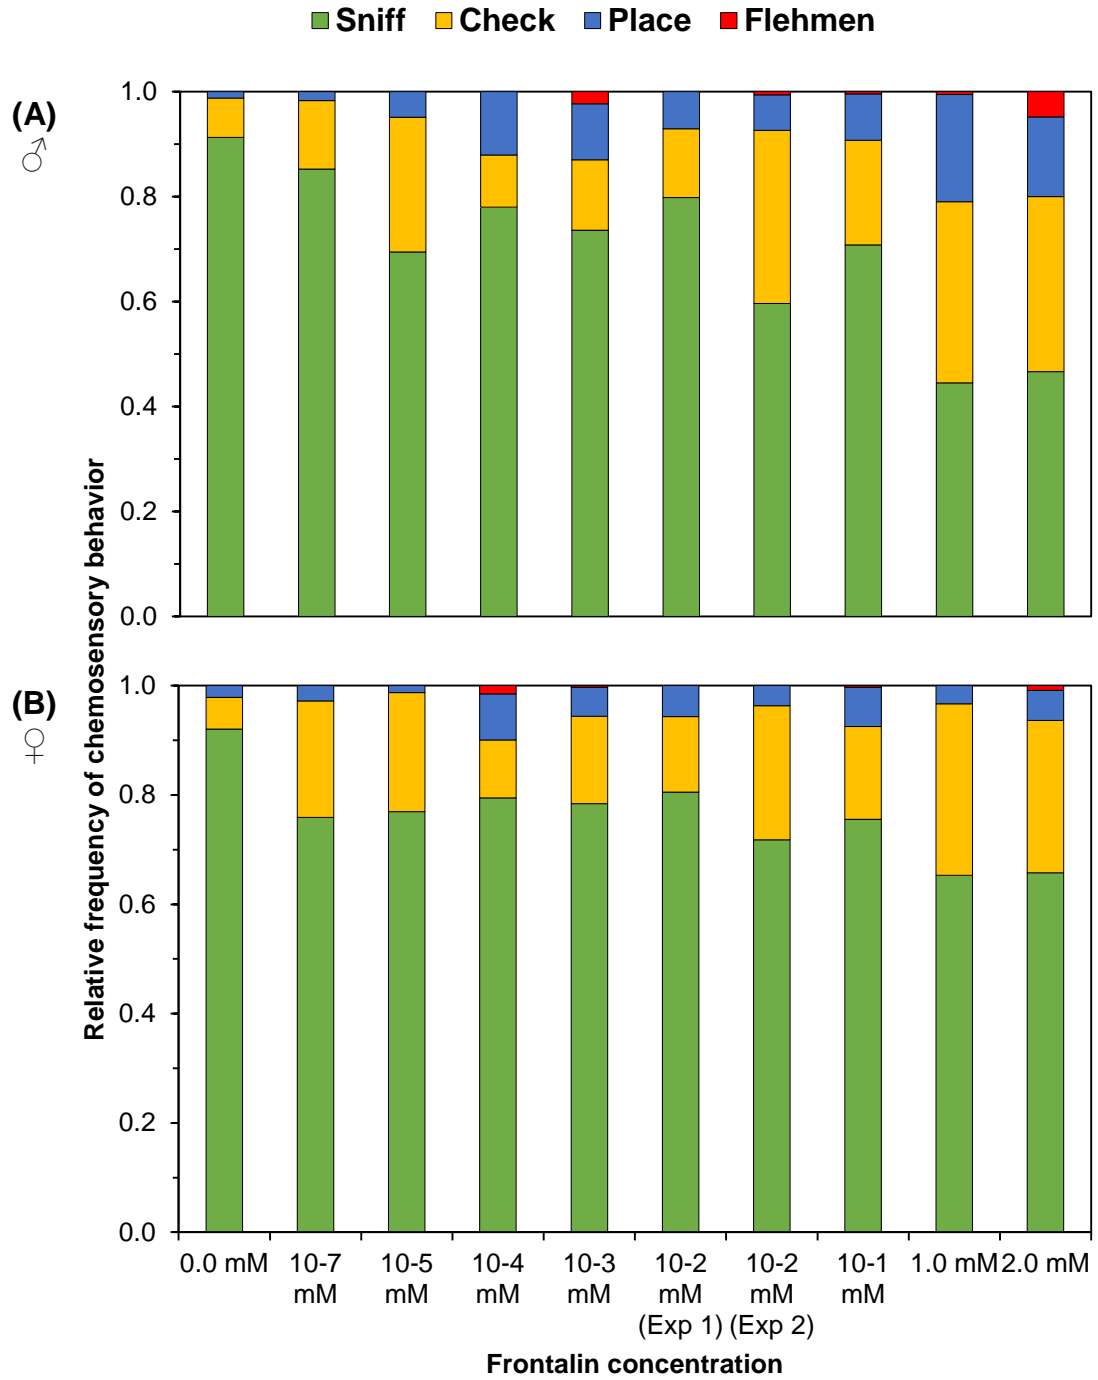 Sniff Check Place Flehmen
(A)
♂
1.0
0.8
0.6
0.4
0.2
0.0
Relative frequency of chemosensory behavior
(B)
♀
1.0
0.8
0.6
0.4
0.2
0.0
0.0 mM 10-7 mM 10-5 mM 10-4 mM 10-3 mM 10-2 mM (Exp 1) 10-2 mM (Exp 2) 10-1 mM 1.0 mM 2.0 mM
Frontalin concentration